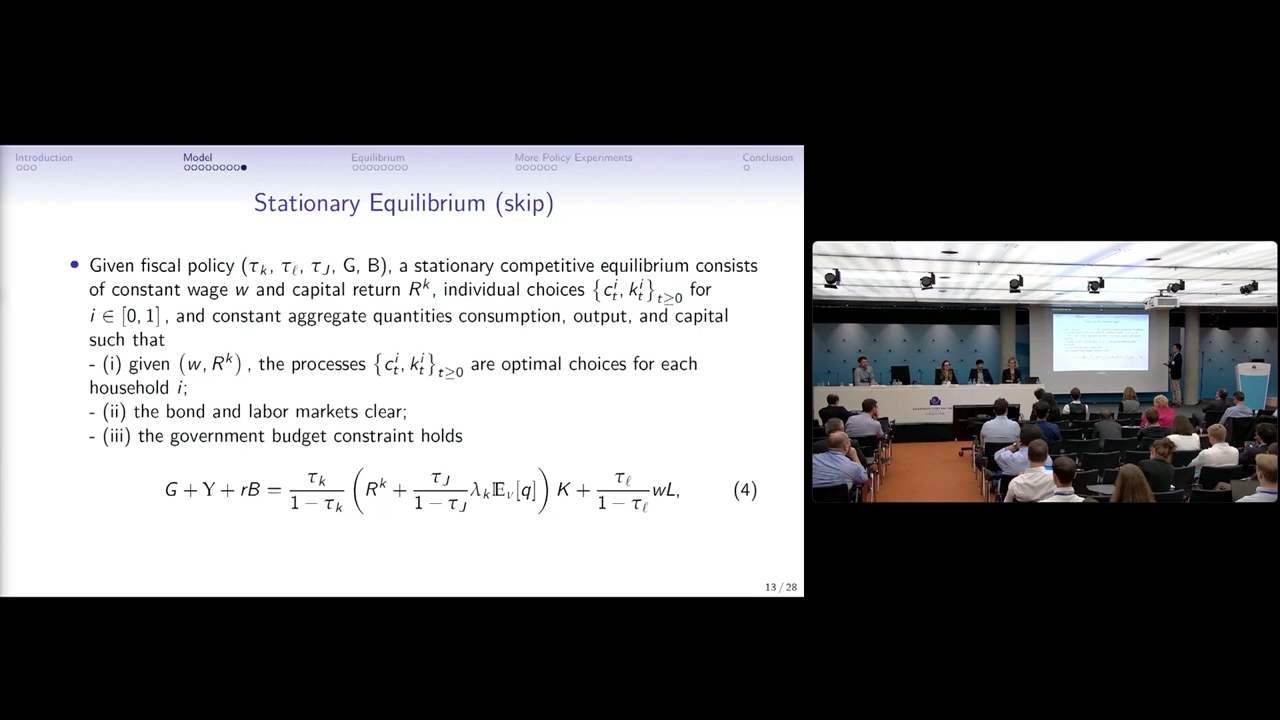 Introduction
Model
Equilibrium
More Policy Experiments
Conclusion
Stationary Equilibrium (skip)
• Given fiscal policy (τ_k, τ_ℓ, τ_J, G, B), a stationary competitive equilibrium consists
of constant wage w and capital return R^k, individual choices {c_t^i, k_t^i}_{t≥0} for
i ∈ [0, 1] , and constant aggregate quantities consumption, output, and capital
such that
- (i) given (w, R^k) , the processes {c_t^i, k_t^i}_{t≥0} are optimal choices for each
household i;
- (ii) the bond and labor markets clear;
- (iii) the government budget constraint holds
G + Υ + rB = τ_k/(1 − τ_k) (R^k + τ_J/(1 − τ_J) λ_k 𝔼_ν[q]) K + τ_ℓ/(1 − τ_ℓ) wL, (4)
13 / 28